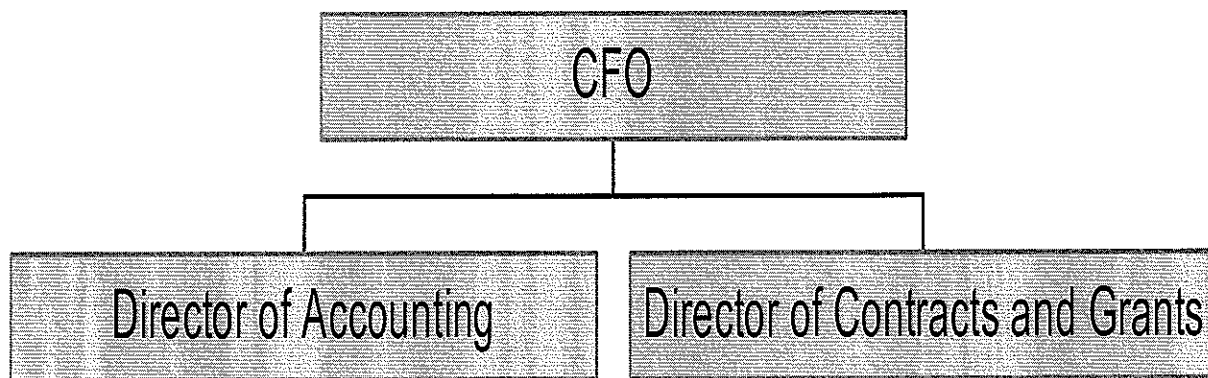 CFO
Director of Accounting
Director of Contracts and Grants